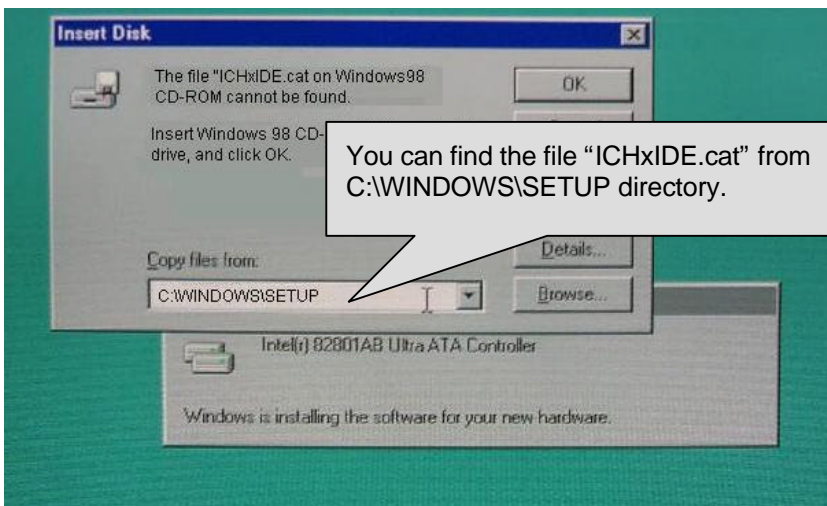 Insert Disk
The file "ICHxIDE.cat on Windows98
CD-ROM cannot be found.
OK
Insert Windows 98 CD-
drive, and click OK.
You can find the file “ICHxIDE.cat” from
C:\WINDOWS\SETUP directory.
Details...
Copy files from:
C:\WINDOWS\SETUP
Browse...
Intel(r) 82801AB Ultra ATA Controller
Windows is installing the software for your new hardware.